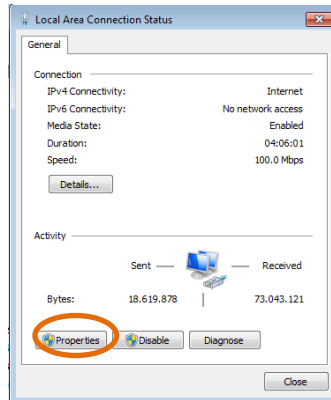 Local Area Connection Status
General
Connection
IPv4 Connectivity: Internet
IPv6 Connectivity: No network access
Media State: Enabled
Duration: 04:06:01
Speed: 100.0 Mbps
Details...
Activity
Sent Received
Bytes: 18.619.878 73.043.121
Properties Disable Diagnose
Close